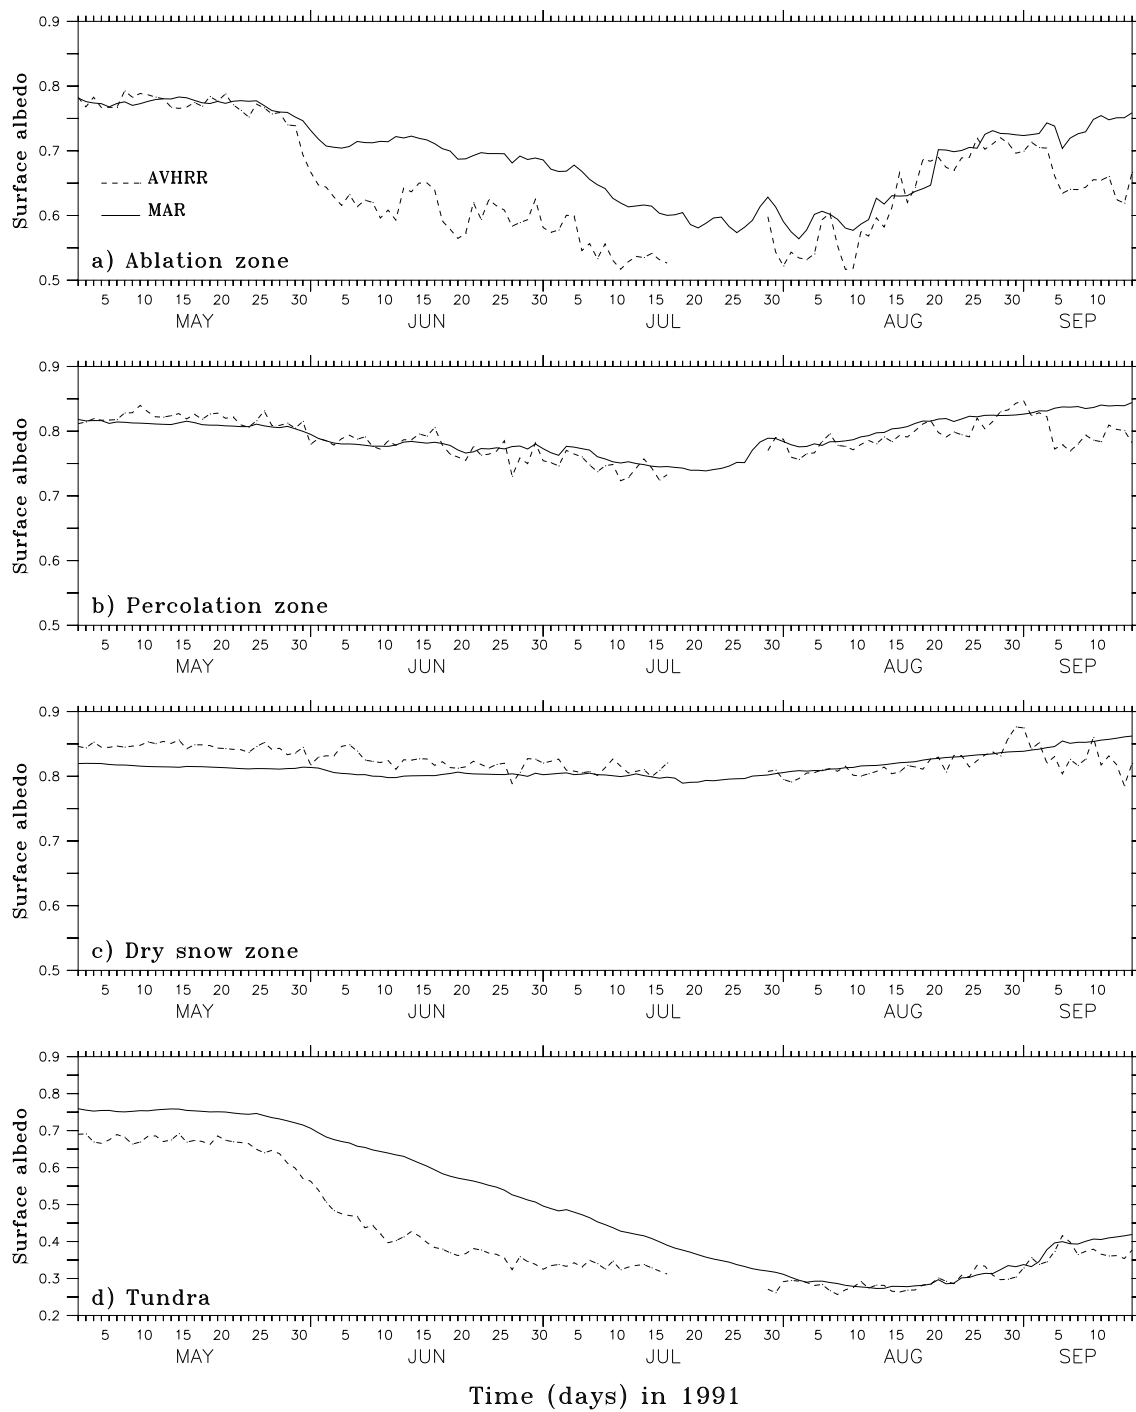 0.9
0.8
0.7
0.6
0.5
Surface albedo
AVHRR
MAR
a) Ablation zone
5 10 15 20 25 30 5 10 15 20 25 30 5 10 15 20 25 30 5 10 15 20 25 30 5 10
MAY JUN JUL AUG SEP
0.9
0.8
0.7
0.6
0.5
Surface albedo
b) Percolation zone
5 10 15 20 25 30 5 10 15 20 25 30 5 10 15 20 25 30 5 10 15 20 25 30 5 10
MAY JUN JUL AUG SEP
0.9
0.8
0.7
0.6
0.5
Surface albedo
c) Dry snow zone
5 10 15 20 25 30 5 10 15 20 25 30 5 10 15 20 25 30 5 10 15 20 25 30 5 10
MAY JUN JUL AUG SEP
0.9
0.8
0.7
0.6
0.5
0.4
0.3
0.2
Surface albedo
d) Tundra
5 10 15 20 25 30 5 10 15 20 25 30 5 10 15 20 25 30 5 10 15 20 25 30 5 10
MAY JUN JUL AUG SEP
Time (days) in 1991